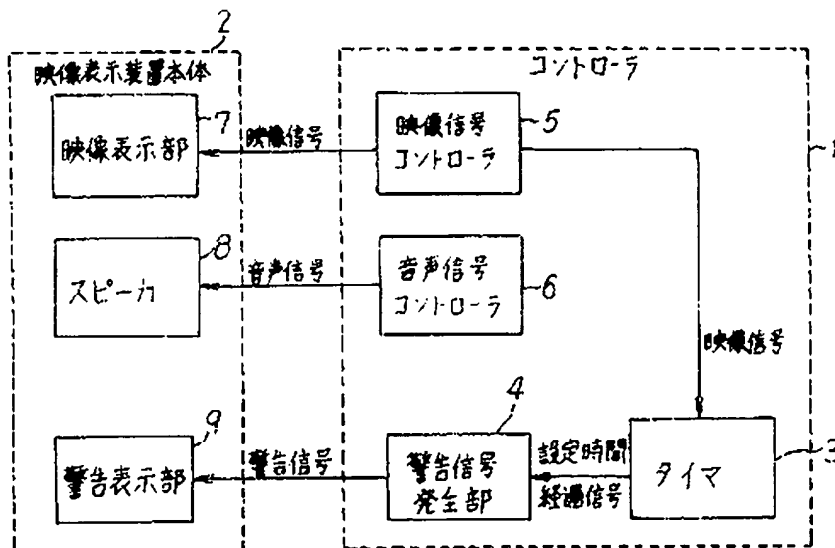 2
映像表示装置本体
コントローラ
7
映像表示部
映像信号
映像信号
コントローラ
5
1
8
スピーカ
音声信号
音声信号
コントローラ
6
映像信号
9
警告表示部
警告信号
4
警告信号
発全部
設定時間
経過信号
タイマ
3